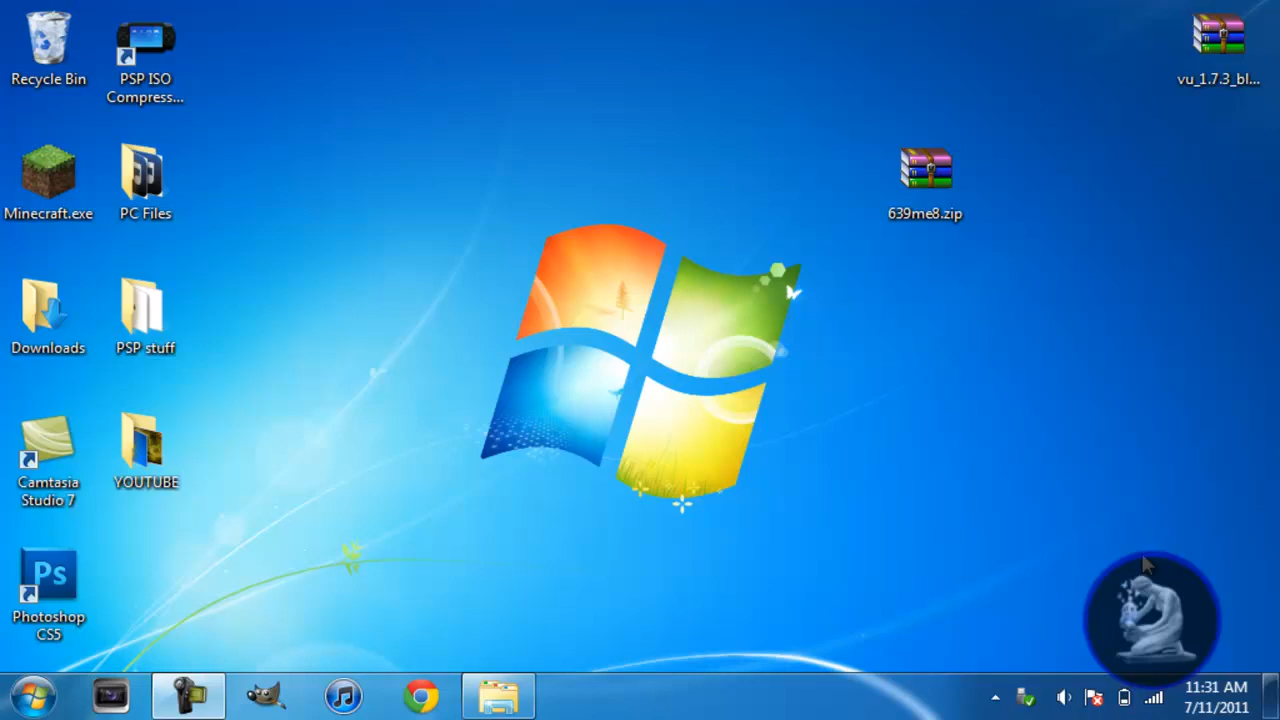 Recycle Bin
PSP ISO
Compress...
vu_1.7.3_bl...
Minecraft.exe
PC Files
639me8.zip
Downloads
PSP stuff
Camtasia
Studio 7
YOUTUBE
Ps
Photoshop
CS5
11:31 AM
7/11/2011